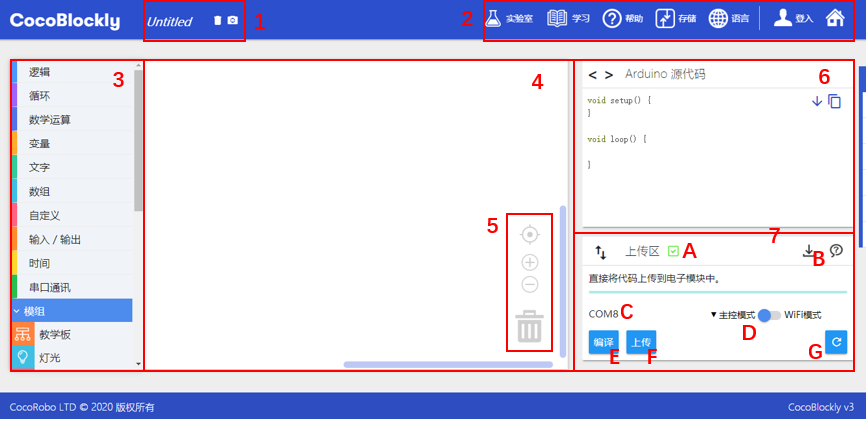 CocoBlockly Untitled 1 2 实验室 学习 帮助 存储 语言 登入
逻辑 3
循环
数学运算
变量
文字
数组
自定义
输入 / 输出
时间
串口通讯
模组
教学板
灯光
4
5
< > Arduino 源代码 6
void setup() {
}
void loop() {
}
7
上传区 A B
直接将代码上传到电子模块中。
COM8 C ▼ 主控模式 WiFi模式
D
编译 上传 G
E F
CocoRobo LTD © 2020 版权所有 CocoBlockly v3